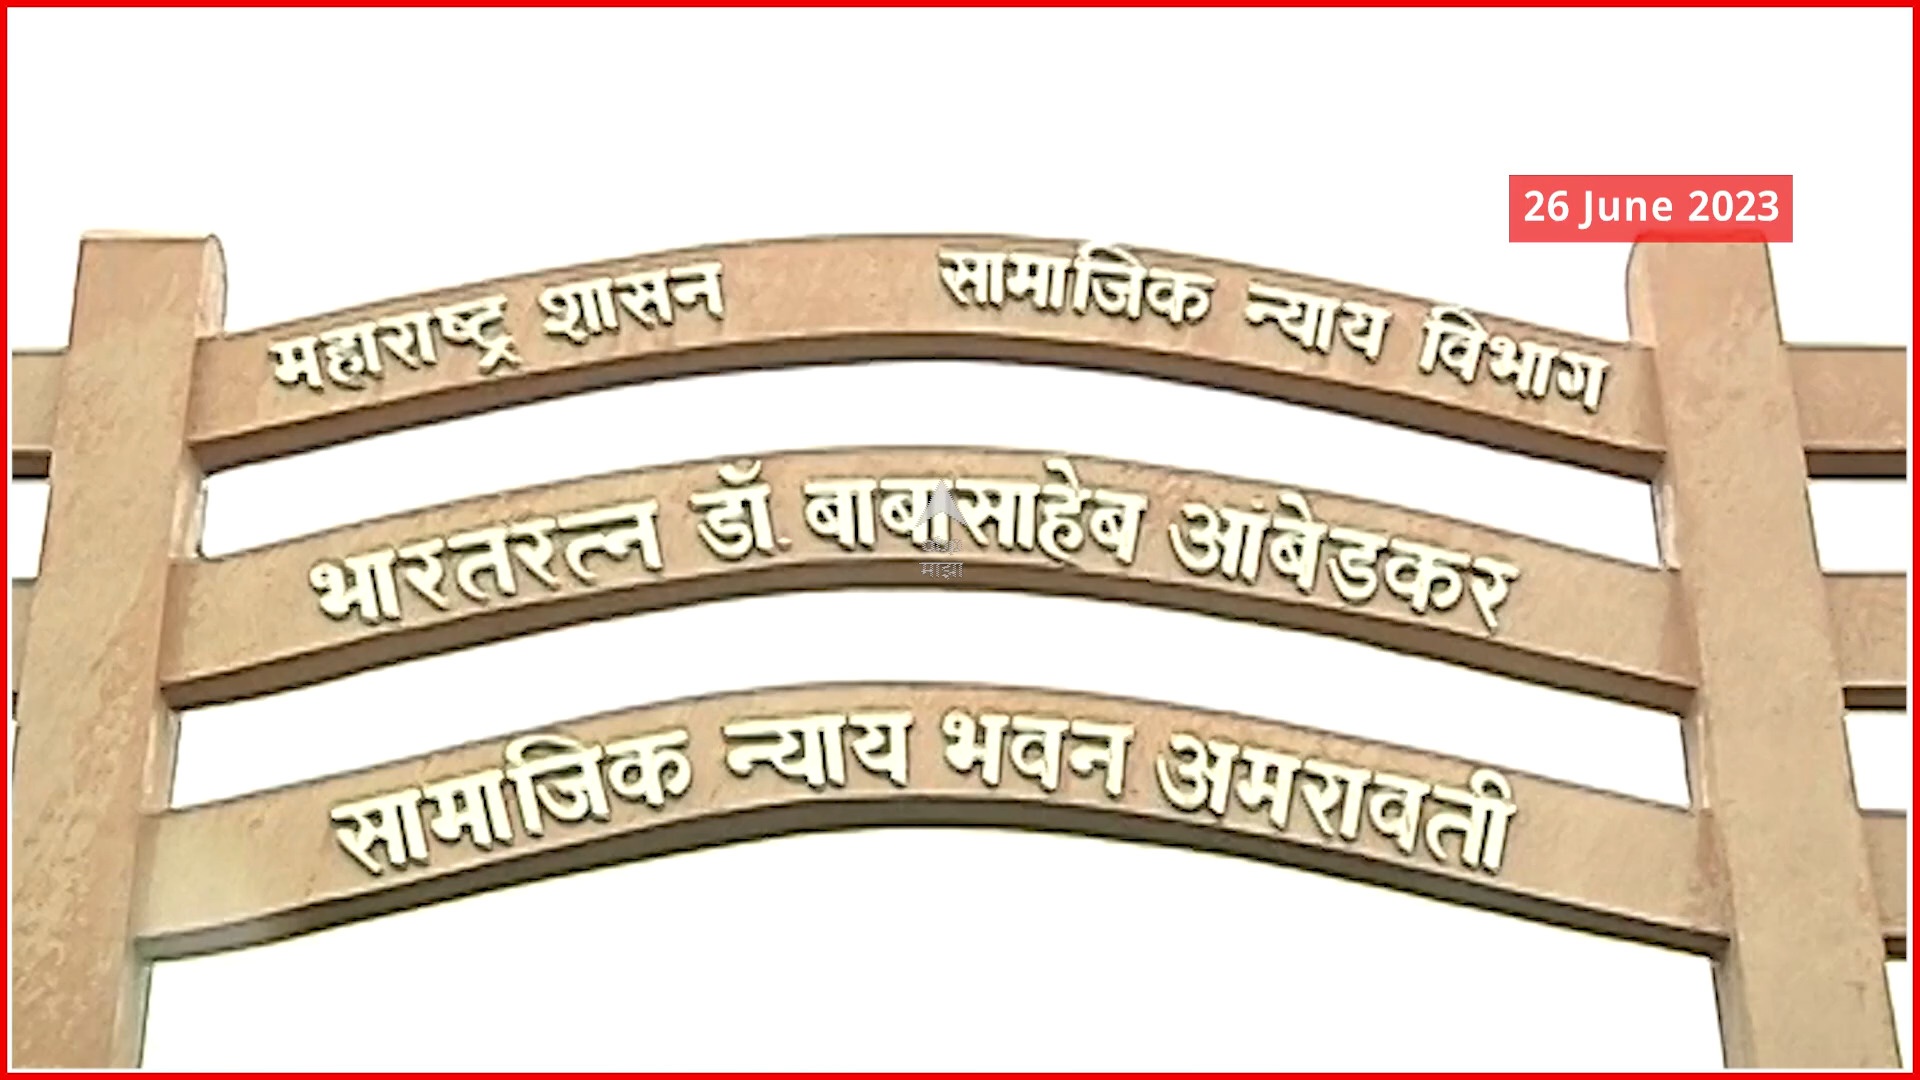 26 June 2023
महाराष्ट्र शासन सामाजिक न्याय विभाग
भारतरत्न डॉ. बाबासाहेब आंबेडकर
माझा
सामाजिक न्याय भवन अमरावती